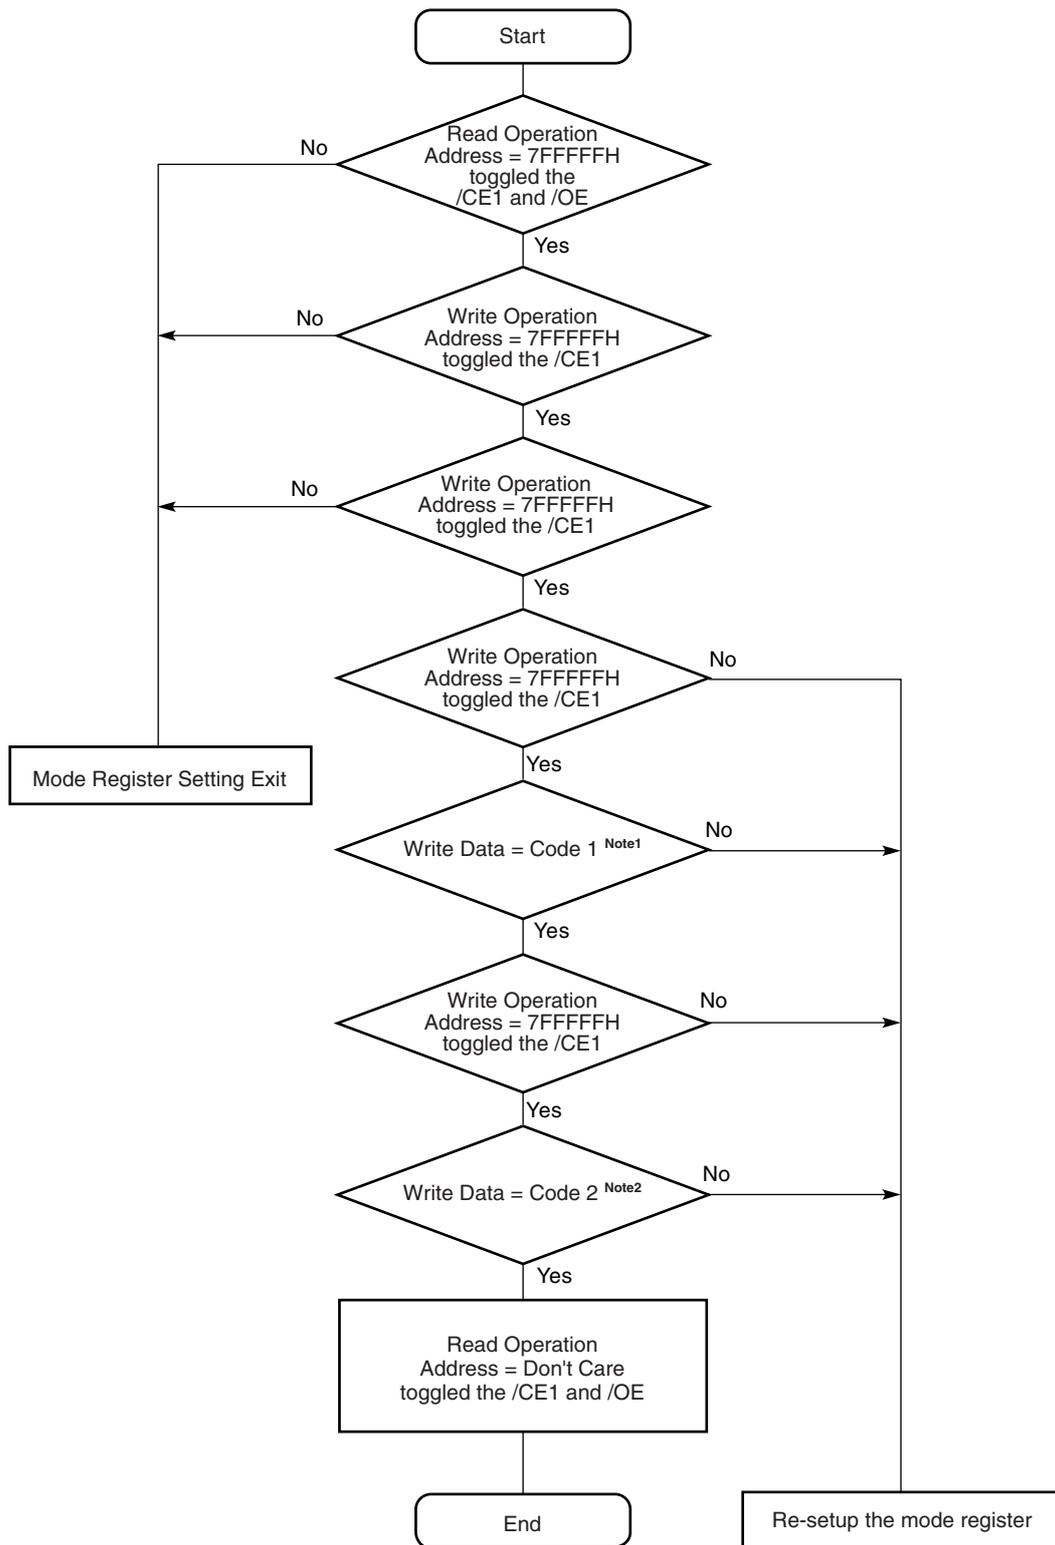 Start
Read Operation
Address = 7FFFFFH
toggled the
/CE1 and /OE
No
Yes
Write Operation
Address = 7FFFFFH
toggled the /CE1
No
Yes
Write Operation
Address = 7FFFFFH
toggled the /CE1
No
Yes
Write Operation
Address = 7FFFFFH
toggled the /CE1
No
Yes
Mode Register Setting Exit
Write Data = Code 1 Note1
No
Yes
Write Operation
Address = 7FFFFFH
toggled the /CE1
No
Yes
Write Data = Code 2 Note2
No
Yes
Read Operation
Address = Don't Care
toggled the /CE1 and /OE
End
Re-setup the mode register